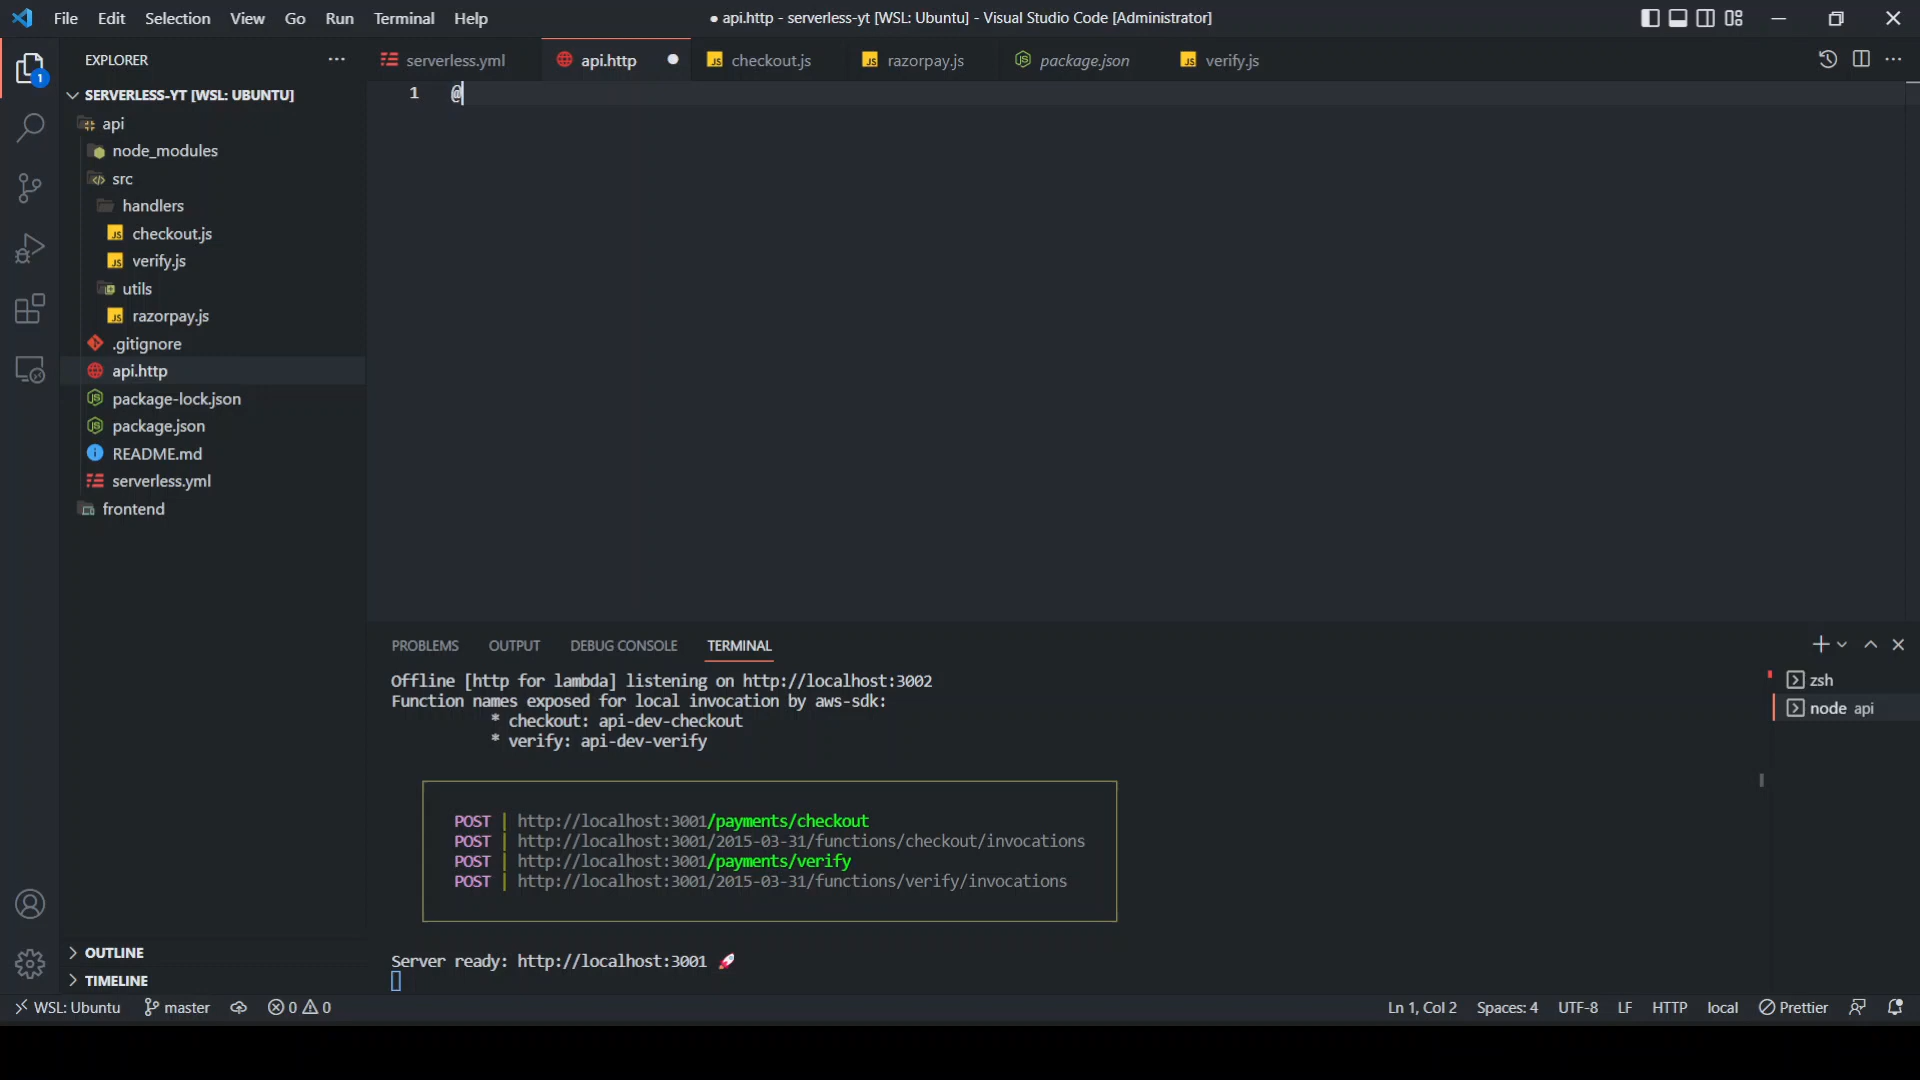 File Edit Selection View Go Run Terminal Help
● api.http - serverless-yt [WSL: Ubuntu] - Visual Studio Code [Administrator]
EXPLORER
serverless.yml
api.http
checkout.js
razorpay.js
package.json
verify.js
1
SERVERLESS-YT [WSL: UBUNTU]
api
node_modules
src
handlers
checkout.js
verify.js
utils
razorpay.js
.gitignore
api.http
package-lock.json
package.json
README.md
serverless.yml
frontend
OUTLINE
TIMELINE
1 @
PROBLEMS OUTPUT DEBUG CONSOLE TERMINAL
Offline [http for lambda] listening on http://localhost:3002
Function names exposed for local invocation by aws-sdk:
* checkout: api-dev-checkout
* verify: api-dev-verify
POST | http://localhost:3001/payments/checkout
POST | http://localhost:3001/2015-03-31/functions/checkout/invocations
POST | http://localhost:3001/payments/verify
POST | http://localhost:3001/2015-03-31/functions/verify/invocations
Server ready: http://localhost:3001 🚀
zsh
node api
WSL: Ubuntu master 0 0
Ln 1, Col 2 Spaces: 4 UTF-8 LF HTTP local Prettier